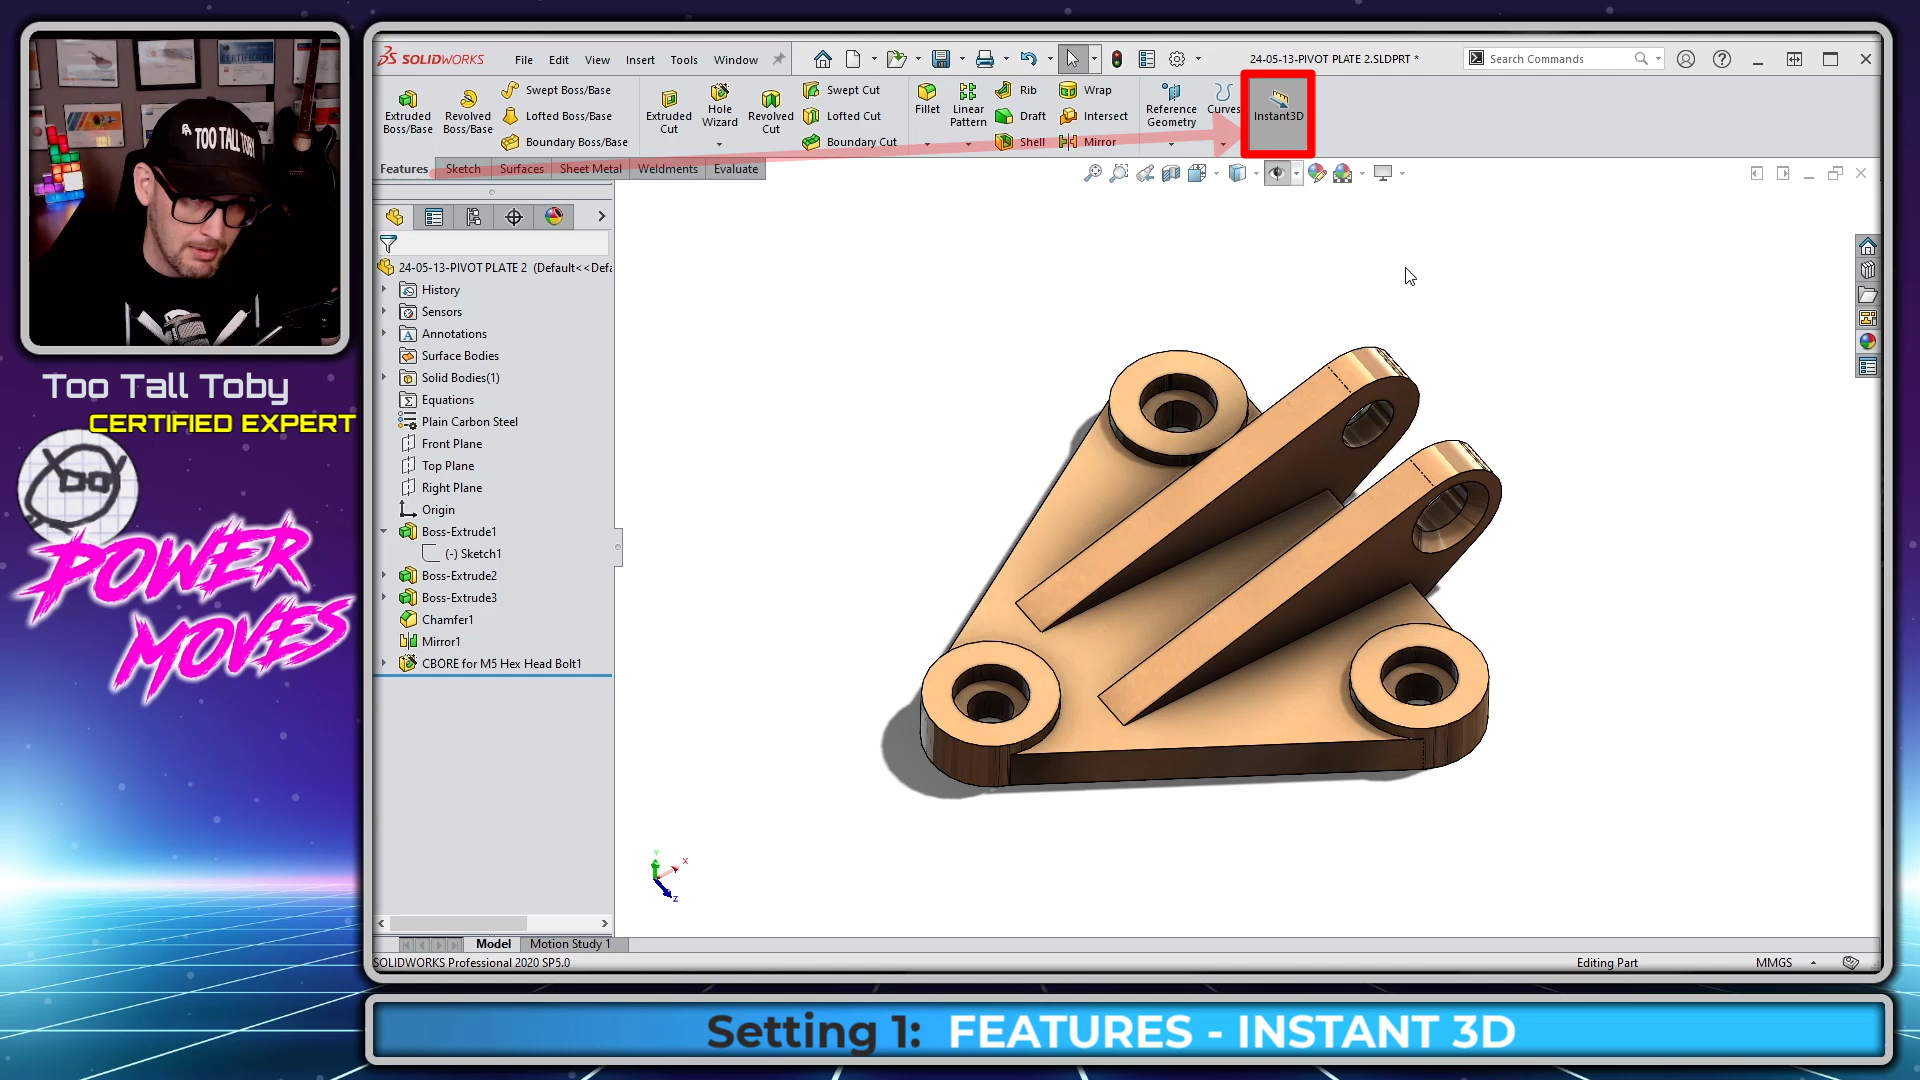 SOLIDWORKS
File Edit View Insert Tools Window
24-05-13-PIVOT PLATE 2.SLDPRT *
Search Commands
Extruded Boss/Base
Revolved Boss/Base
Swept Boss/Base
Lofted Boss/Base
Boundary Boss/Base
Extruded Cut
Hole Wizard
Revolved Cut
Swept Cut
Lofted Cut
Boundary Cut
Fillet
Linear Pattern
Rib
Draft
Shell
Wrap
Intersect
Mirror
Reference Geometry
Curves
Instant3D
Features Sketch Surfaces Sheet Metal Weldments Evaluate
TOO TALL TOBY
24-05-13-PIVOT PLATE 2 (Default<<Defa
History
Sensors
Annotations
Surface Bodies
Solid Bodies(1)
Equations
Plain Carbon Steel
Front Plane
Top Plane
Right Plane
Origin
Boss-Extrude1
(-) Sketch1
Boss-Extrude2
Boss-Extrude3
Chamfer1
Mirror1
CBORE for M5 Hex Head Bolt1
Too Tall Toby
CERTIFIED EXPERT
POWER
MOVES
Y
X
Z
Model Motion Study 1
SOLIDWORKS Professional 2020 SP5.0
Editing Part
MMGS
Setting 1: FEATURES - INSTANT 3D